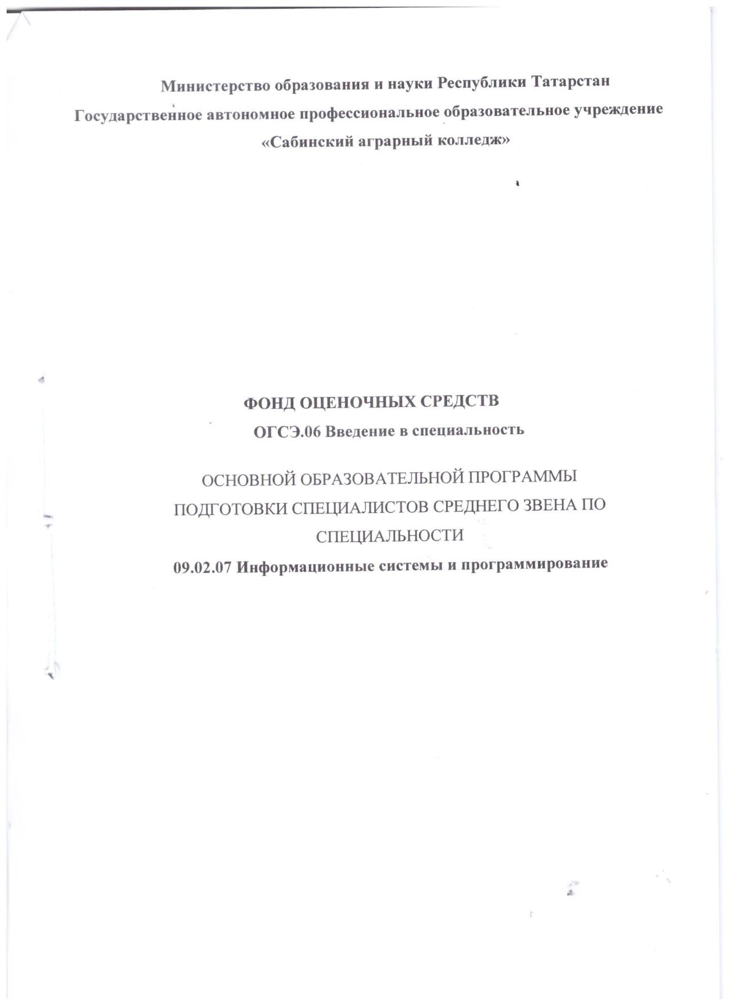 Министерство образования и науки Республики Татарстан
Государственное автономное профессиональное образовательное учреждение
«Сабинский аграрный колледж»
ФОНД ОЦЕНОЧНЫХ СРЕДСТВ
ОГСЭ.06 Введение в специальность
ОСНОВНОЙ ОБРАЗОВАТЕЛЬНОЙ ПРОГРАММЫ
ПОДГОТОВКИ СПЕЦИАЛИСТОВ СРЕДНЕГО ЗВЕНА ПО
СПЕЦИАЛЬНОСТИ
09.02.07 Информационные системы и программирование